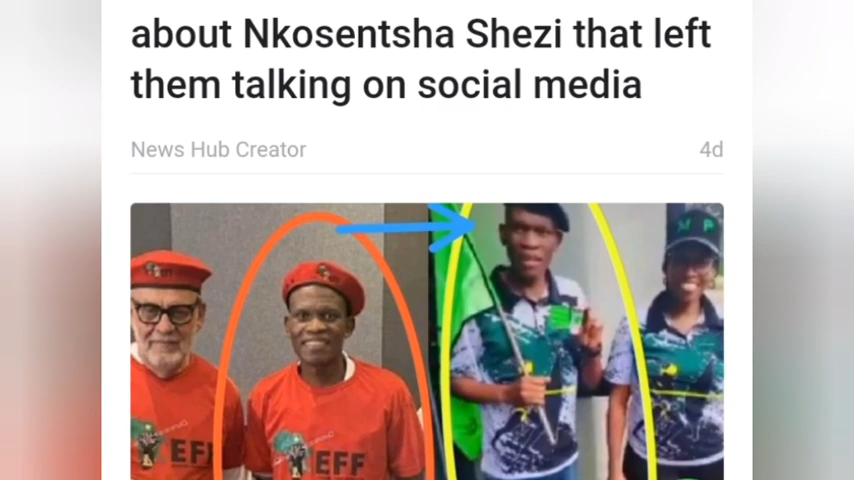 about Nkosentsha Shezi that left
them talking on social media
News Hub Creator
4d
EFF
EFF
M P